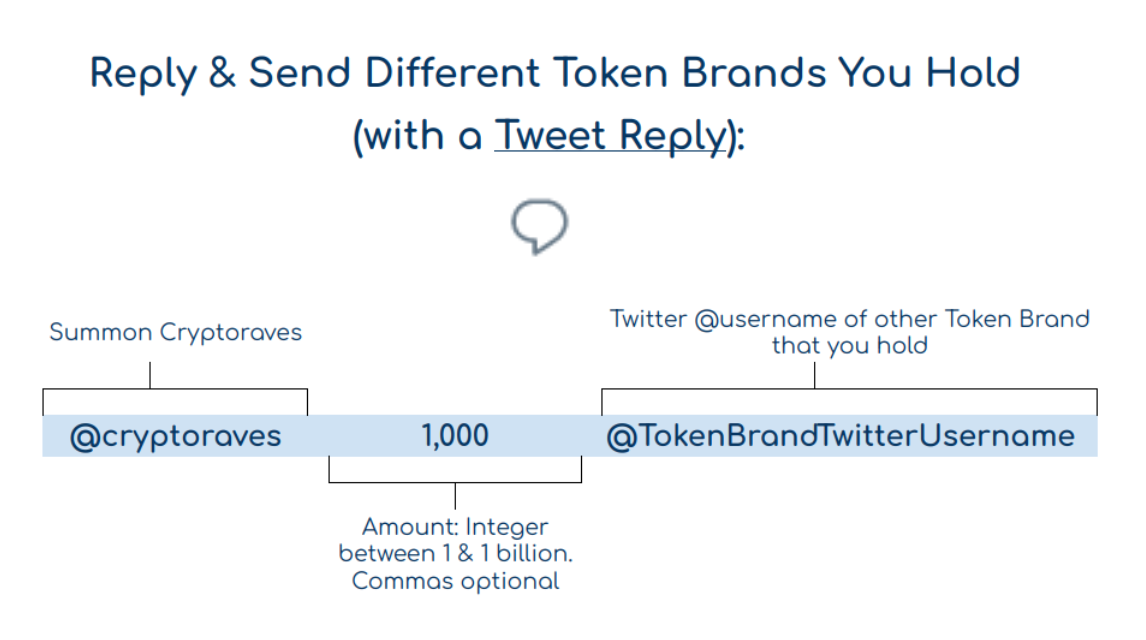 Reply & Send Different Token Brands You Hold
(with a Tweet Reply):
Summon Cryptoraves
Twitter @username of other Token Brand
that you hold
@cryptoraves 1,000 @TokenBrandTwitterUsername
Amount: Integer
between 1 & 1 billion.
Commas optional